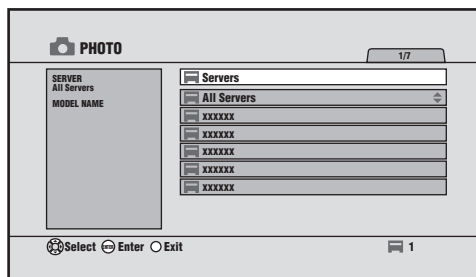 PHOTO
1/7
SERVER
All Servers
MODEL NAME
Servers
All Servers
xxxxxx
xxxxxx
xxxxxx
xxxxxx
xxxxxx
Select ENTER Enter Exit
1